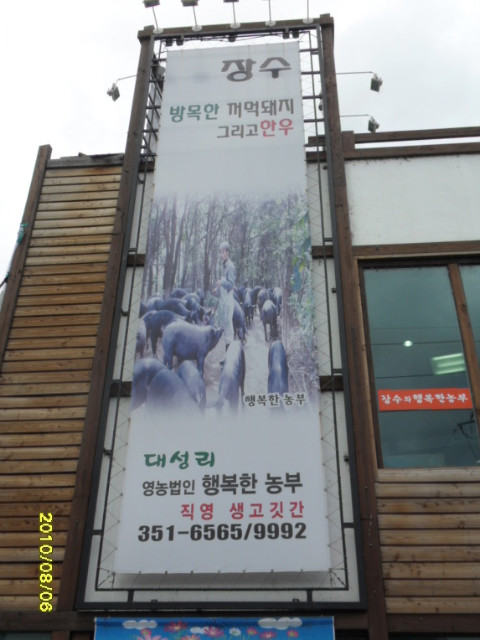 장수
방목한 꺼먹돼지
그리고한우
행복한 농부
장수의행복한농부
대성리
영농법인 행복한 농부
직영 생고깃간
351-6565/9992
2010/08/06